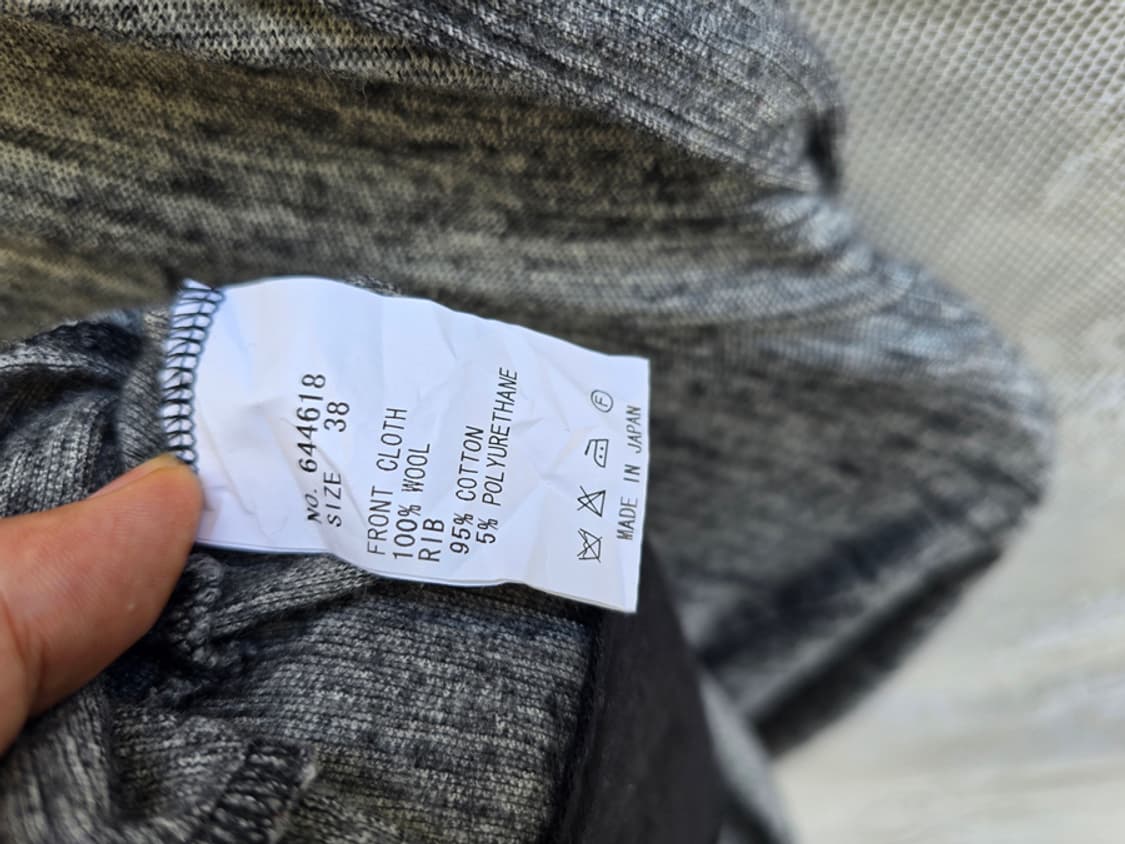 NO. 644618
SIZE 38
FRONT CLOTH
100% WOOL
RIB
95% COTTON
5% POLYURETHANE
F
MADE IN JAPAN